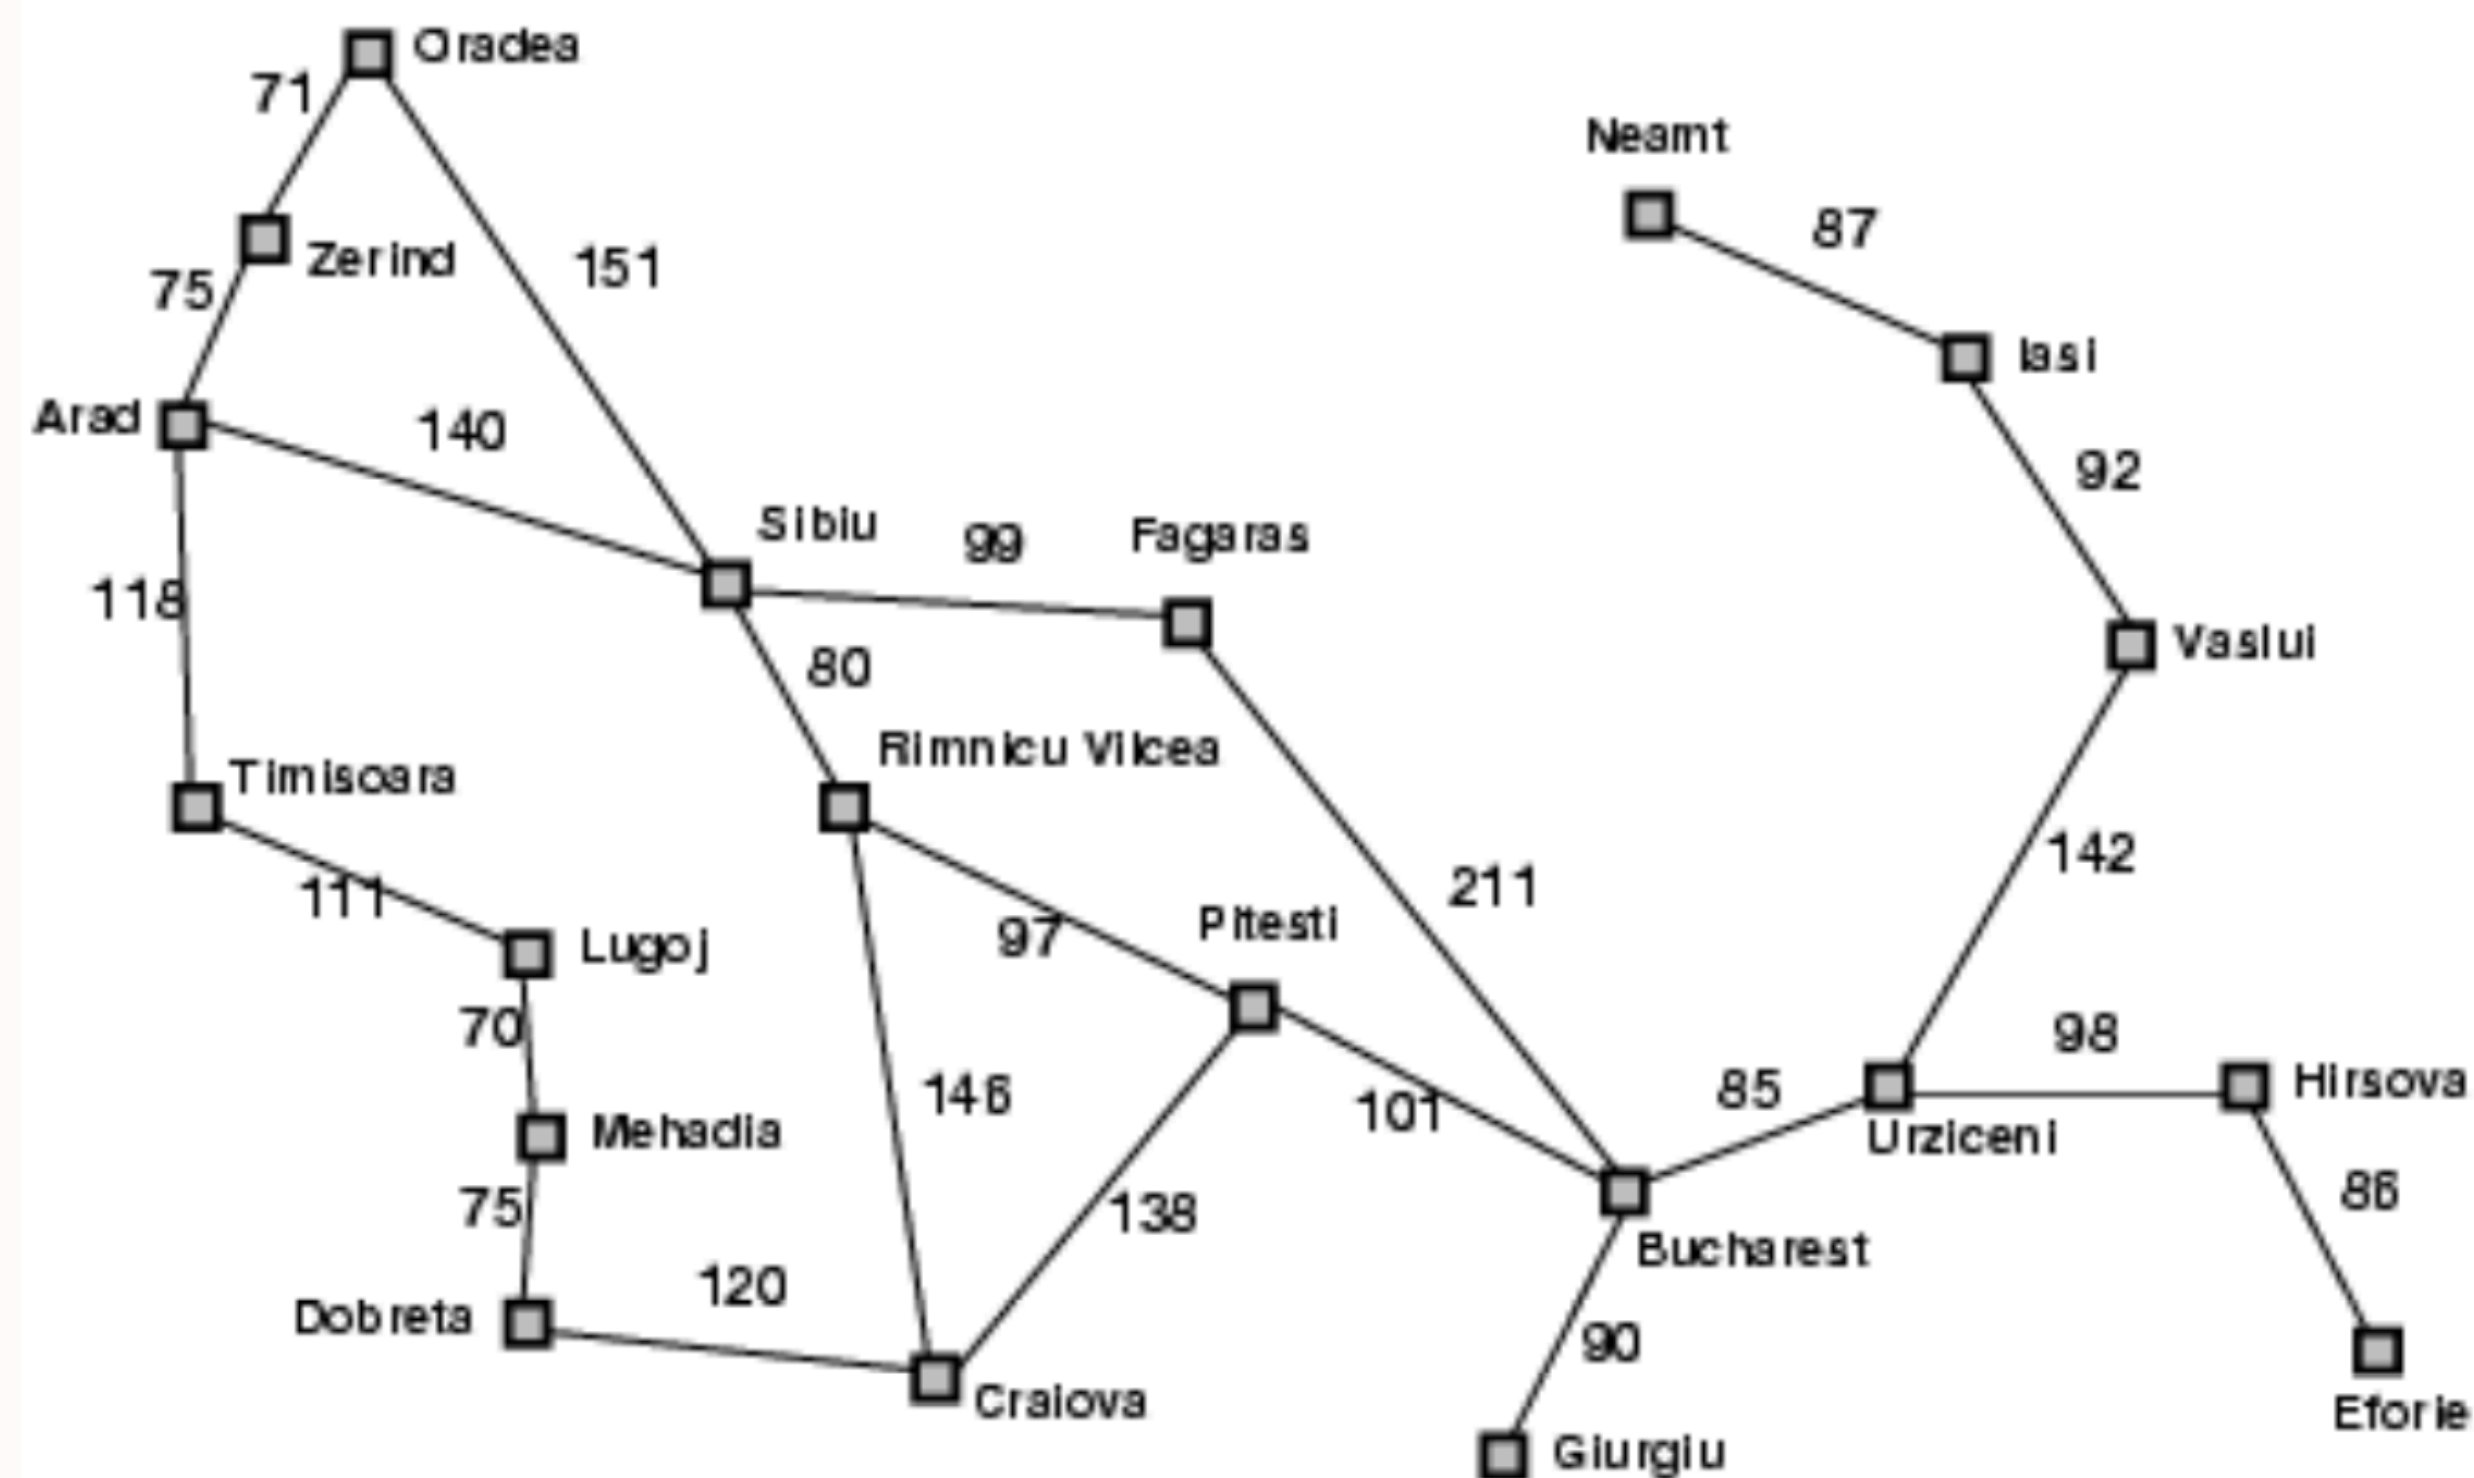 Oradea
71
Neamt
87
Zerind
151
75
Iasi
Arad
140
92
Sibiu
99
Fagaras
118
80
Vaslui
Rimnicu Vilcea
Timisoara
142
111
211
Pitesti
97
Lugoj
70
98
Hirsova
146
85
101
Mehadia
Urziceni
75
138
86
Bucharest
120
Dobreta
90
Craiova
Eforie
Giurgiu